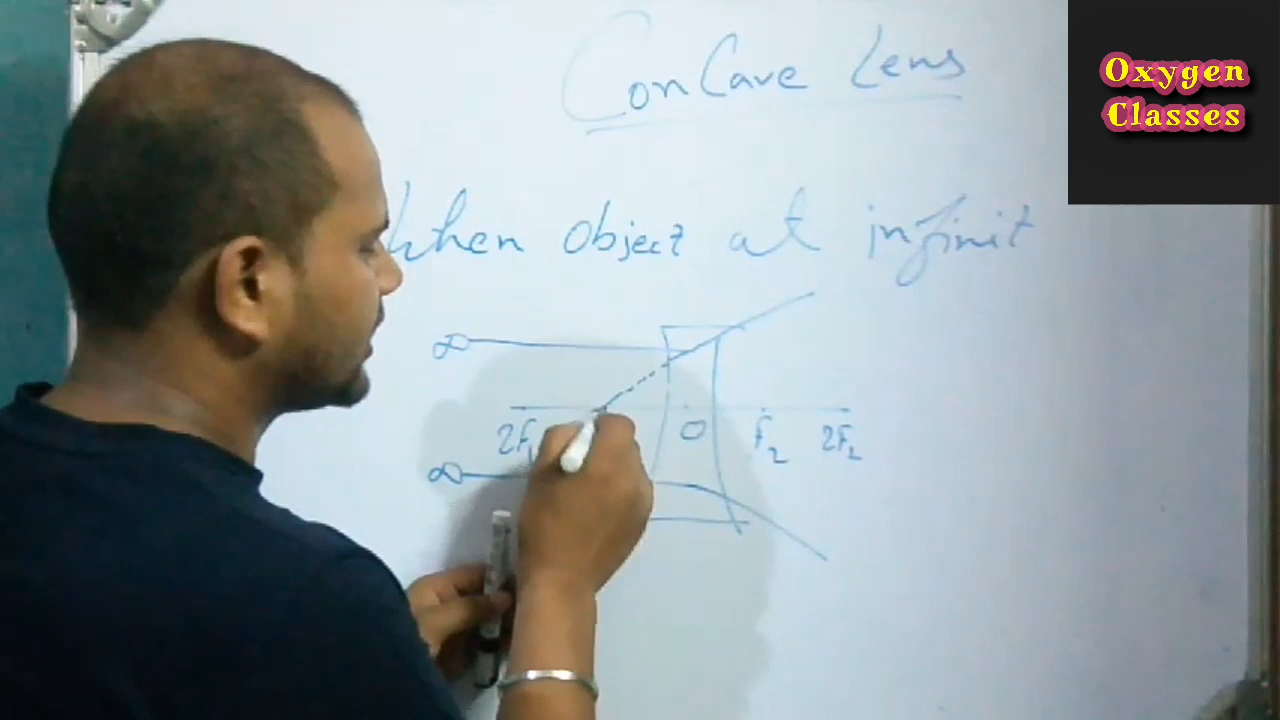 Concave Lens
Oxygen
Classes
When Object at infinit
∞
∞
2F1 O F2 2F2